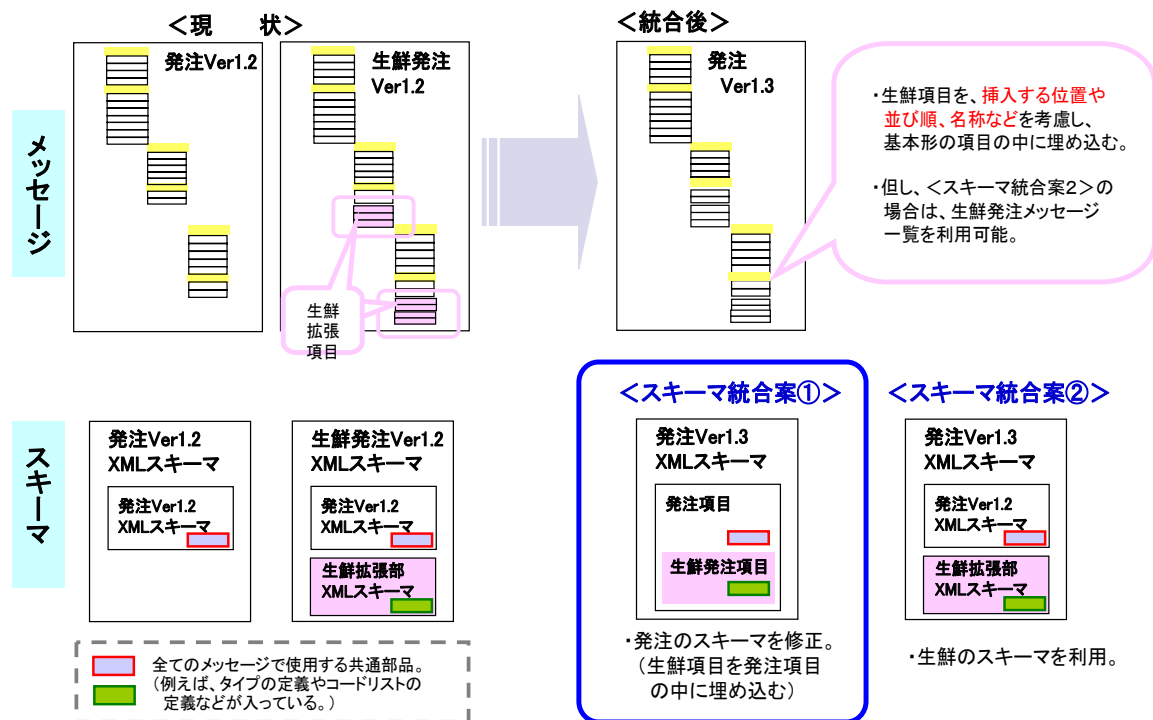 ＜現　　状＞
＜統合後＞
メッセージ
発注Ver1.2
生鮮発注
Ver1.2
生鮮
拡張
項目
発注
Ver1.3
・生鮮項目を、挿入する位置や
並び順、名称などを考慮し、
基本形の項目の中に埋め込む。
・但し、＜スキーマ統合案２＞の
場合は、生鮮発注メッセージ
一覧を利用可能。
＜スキーマ統合案①＞
＜スキーマ統合案②＞
スキーマ
発注Ver1.2
XMLスキーマ
発注Ver1.2
XMLスキーマ
生鮮発注Ver1.2
XMLスキーマ
発注Ver1.2
XMLスキーマ
生鮮拡張部
XMLスキーマ
発注Ver1.3
XMLスキーマ
発注項目
生鮮発注項目
発注Ver1.3
XMLスキーマ
発注Ver1.2
XMLスキーマ
生鮮拡張部
XMLスキーマ
・発注のスキーマを修正。
（生鮮項目を発注項目
の中に埋め込む）
・生鮮のスキーマを利用。
全てのメッセージで使用する共通部品。
（例えば、タイプの定義やコードリストの
定義などが入っている。）